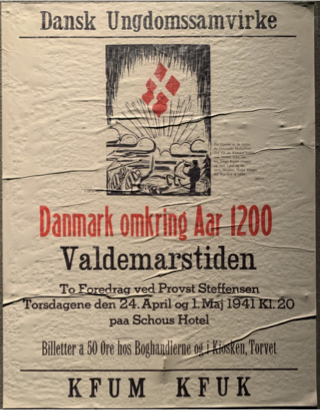 Dansk Ungdomssamvirke
Danmark omkring Aar 1200
Valdemarstiden
To Foredrag ved Provst Steffensen
Torsdagene den 24. April og 1. Maj 1941 Kl. 20
paa Schous Hotel
Billetter a 50 Øre hos Boghandlerne og i Kiosken, Torvet
KFUM KFUK